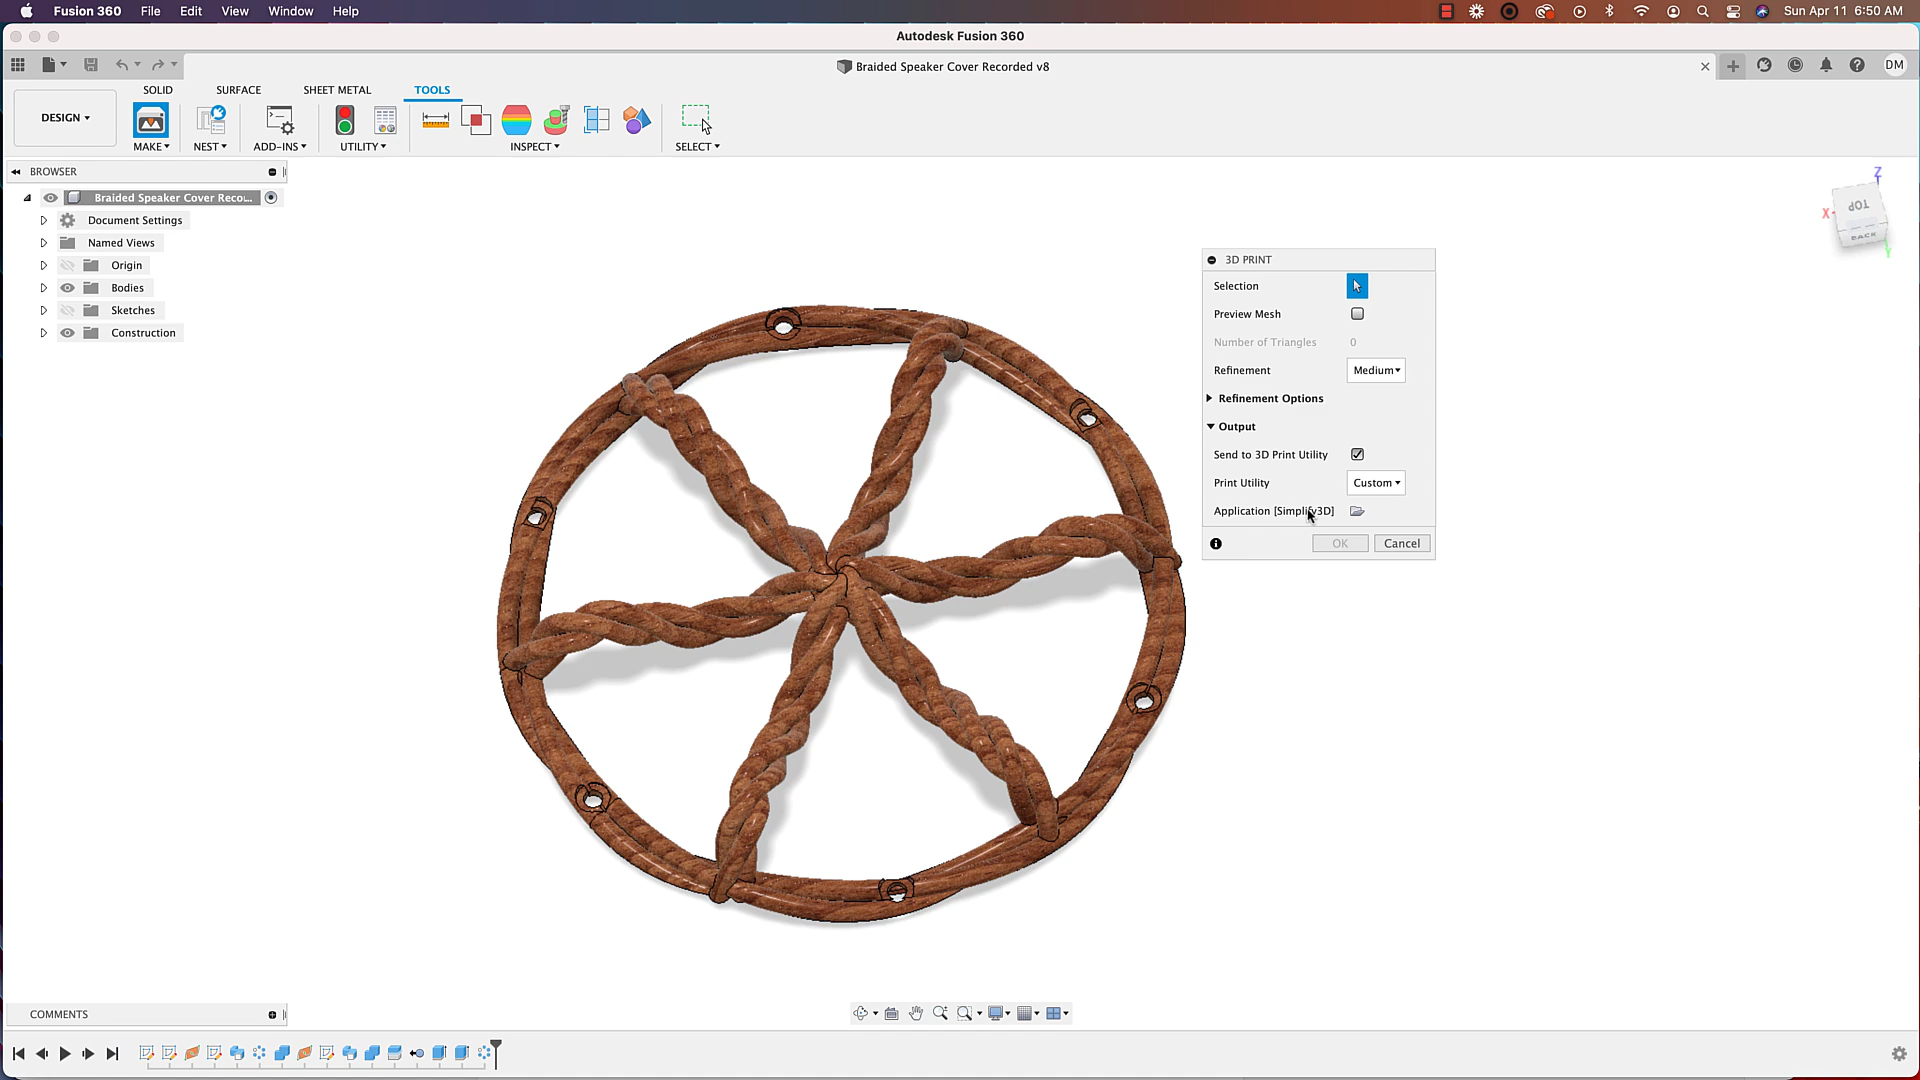 Fusion 360 File Edit View Window Help Sun Apr 11 6:50 AM
Autodesk Fusion 360
Braided Speaker Cover Recorded v8
DM
SOLID SURFACE SHEET METAL TOOLS
DESIGN
MAKE NEST ADD-INS UTILITY INSPECT SELECT
BROWSER
Braided Speaker Cover Reco...
Document Settings
Named Views
Origin
Bodies
Sketches
Construction
Z
X
TOP
BACK
Y
3D PRINT
Selection
Preview Mesh
Number of Triangles 0
Refinement Medium
Refinement Options
Output
Send to 3D Print Utility
Print Utility Custom
Application [Simplify3D]
OK Cancel
COMMENTS